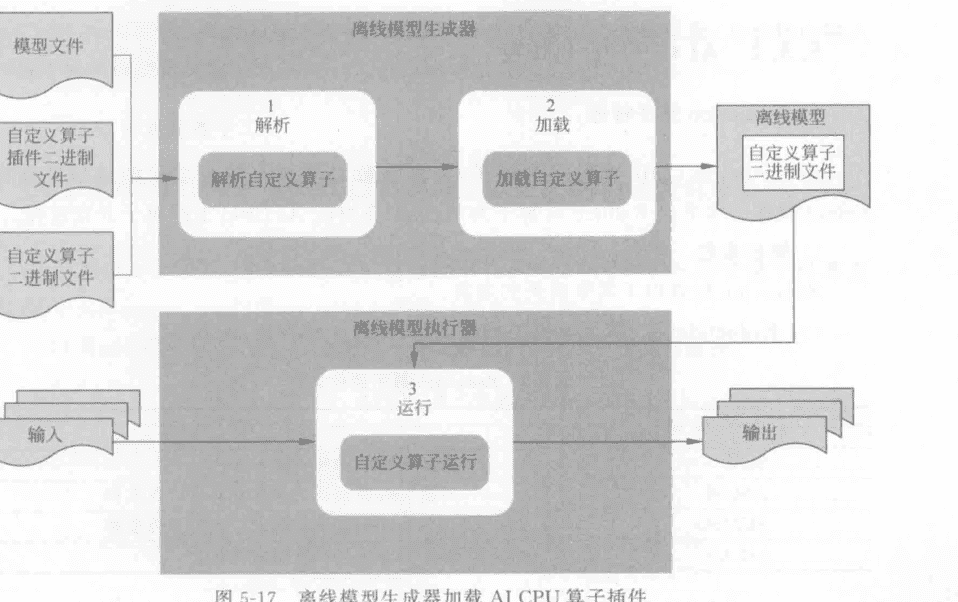 模型文件
自定义算子
插件二进制
文件
自定义算子
二进制文件
离线模型生成器
1
解析
解析自定义算子
2
加载
加载自定义算子
离线模型
自定义算子
二进制文件
离线模型执行器
3
运行
自定义算子运行
输入
输出
图 5-17 离线模型生成器加载 AI CPU 算子插件